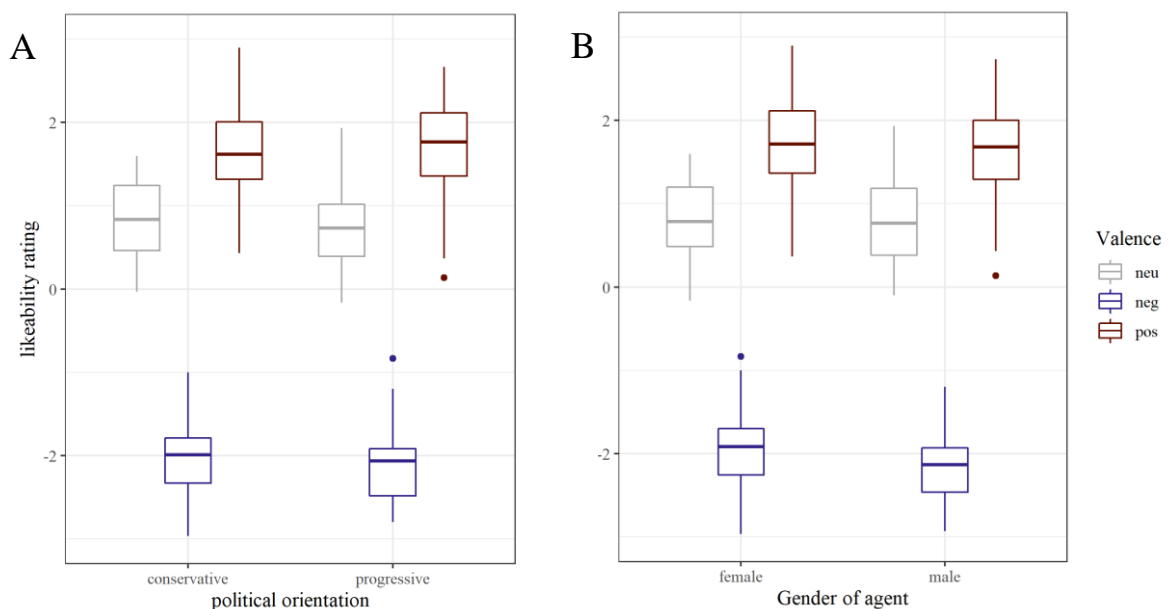 A
likeability rating
2
0
-2
conservative
progressive
political orientation
B
2
0
-2
female
male
Gender of agent
Valence
neu
neg
pos